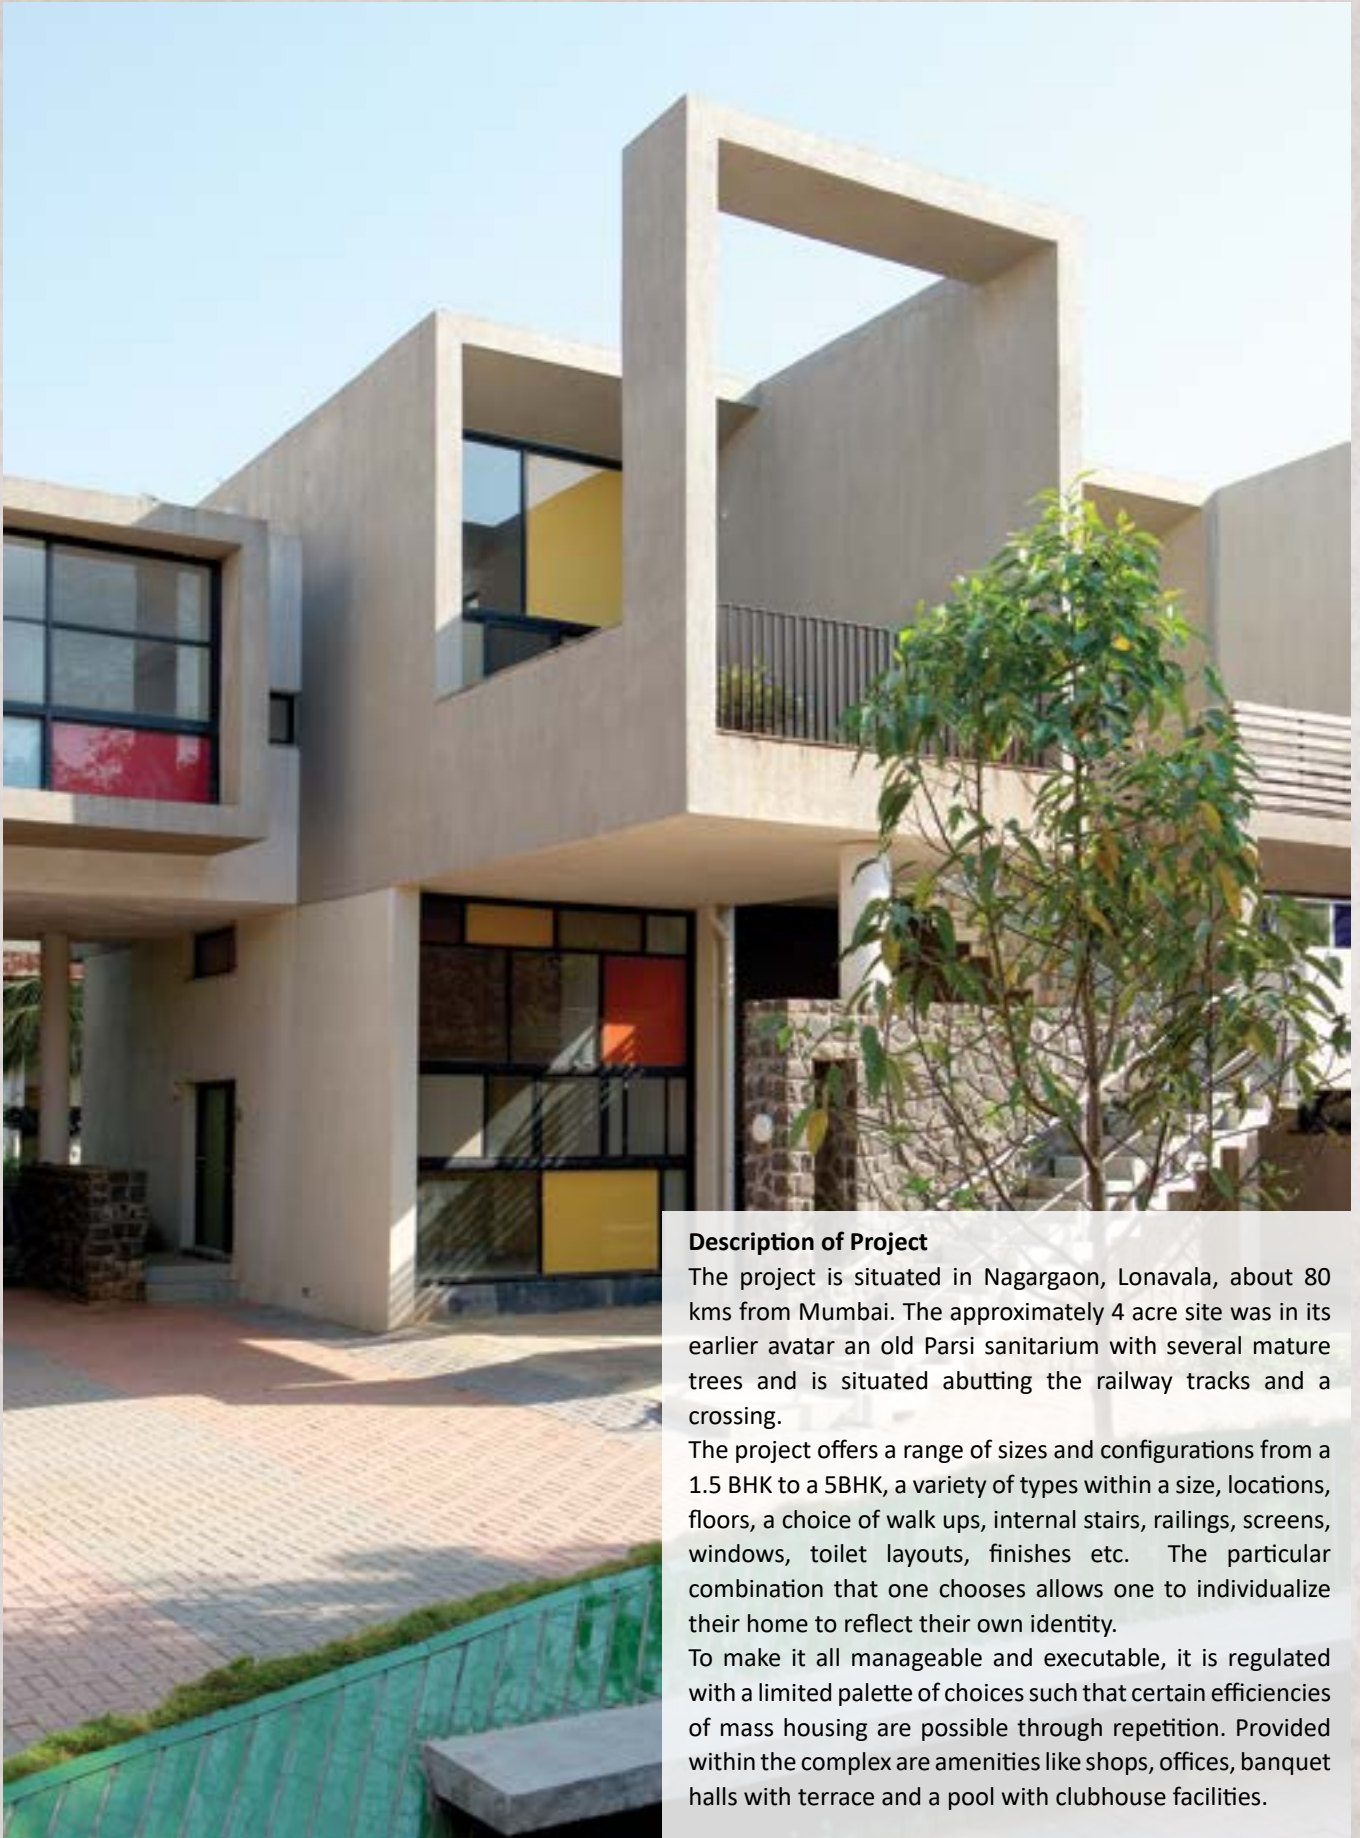 Description of Project
The project is situated in Nagargaon, Lonavala, about 80
kms from Mumbai. The approximately 4 acre site was in its
earlier avatar an old Parsi sanitarium with several mature
trees and is situated abutting the railway tracks and a
crossing.
The project offers a range of sizes and configurations from a
1.5 BHK to a 5BHK, a variety of types within a size, locations,
floors, a choice of walk ups, internal stairs, railings, screens,
windows, toilet layouts, finishes etc. The particular
combination that one chooses allows one to individualize
their home to reflect their own identity.
To make it all manageable and executable, it is regulated
with a limited palette of choices such that certain efficiencies
of mass housing are possible through repetition. Provided
within the complex are amenities like shops, offices, banquet
halls with terrace and a pool with clubhouse facilities.